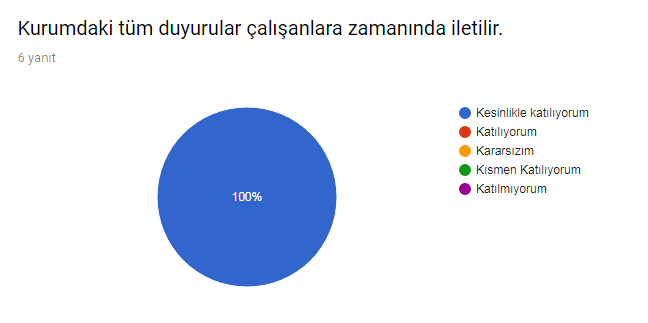 Kurumdaki tüm duyurular çalışanlara zamanında iletilir.
6 yanıt
100%
Kesinlikle katılıyorum
Katılıyorum
Kararsızım
Kısmen Katılıyorum
Katılmıyorum